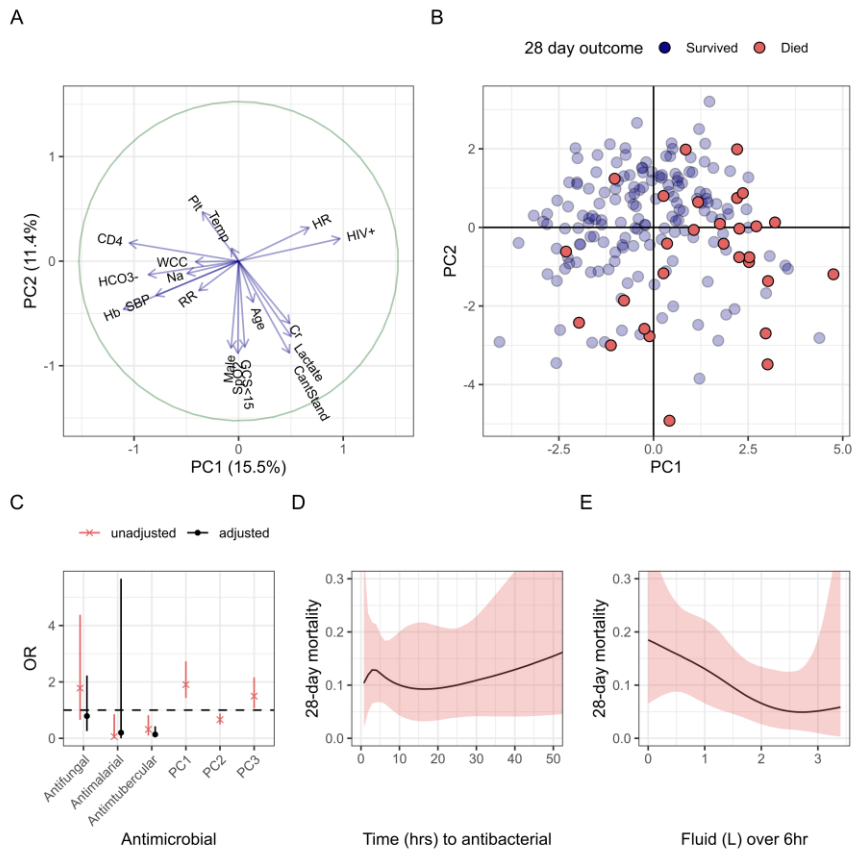 A
B
28 day outcome Survived Died
PC2 (11.4%)
1
0
-1
Plt
Temp
HR
HIV+
CD4
WCC
HCO3-
Na
SBP
Hb
RR
Age
Cr
Lactate
CantStand
GCS<15
SpO2
Male
-1 0 1
PC1 (15.5%)
PC2
2
0
-2
-4
-2.5 0.0 2.5 5.0
PC1
C
D
E
unadjusted adjusted
OR
4
2
0
Antifungal
Antimalarial
Antimtubercular
PC1
PC2
PC3
Antimicrobial
28-day mortality
0.3
0.2
0.1
0.0
0 10 20 30 40 50
Time (hrs) to antibacterial
28-day mortality
0.3
0.2
0.1
0.0
0 1 2 3
Fluid (L) over 6hr